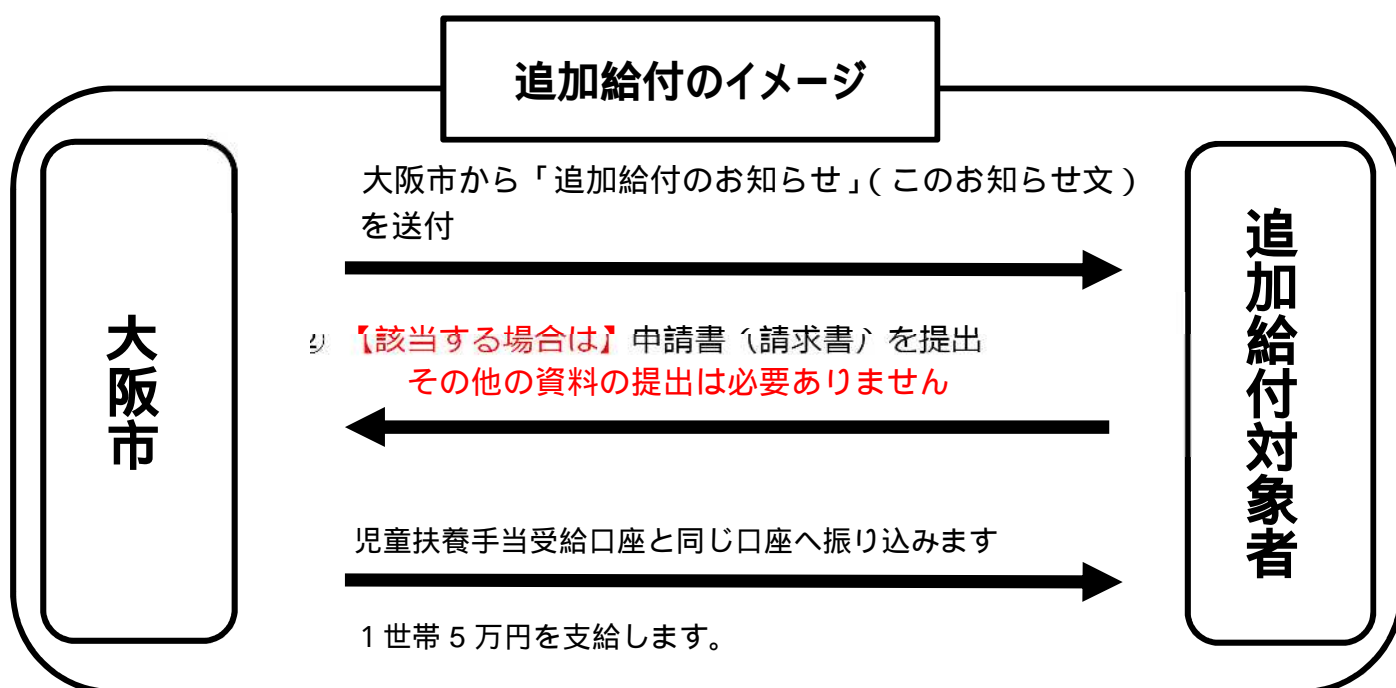 追加給付のイメージ
大阪市から「追加給付のお知らせ」(このお知らせ文)
を送付
【該当する場合は】申請書(請求書)を提出
その他の資料の提出は必要ありません
児童扶養手当受給口座と同じ口座へ振り込みます
1世帯5万円を支給します。
大阪市
追加給付対象者